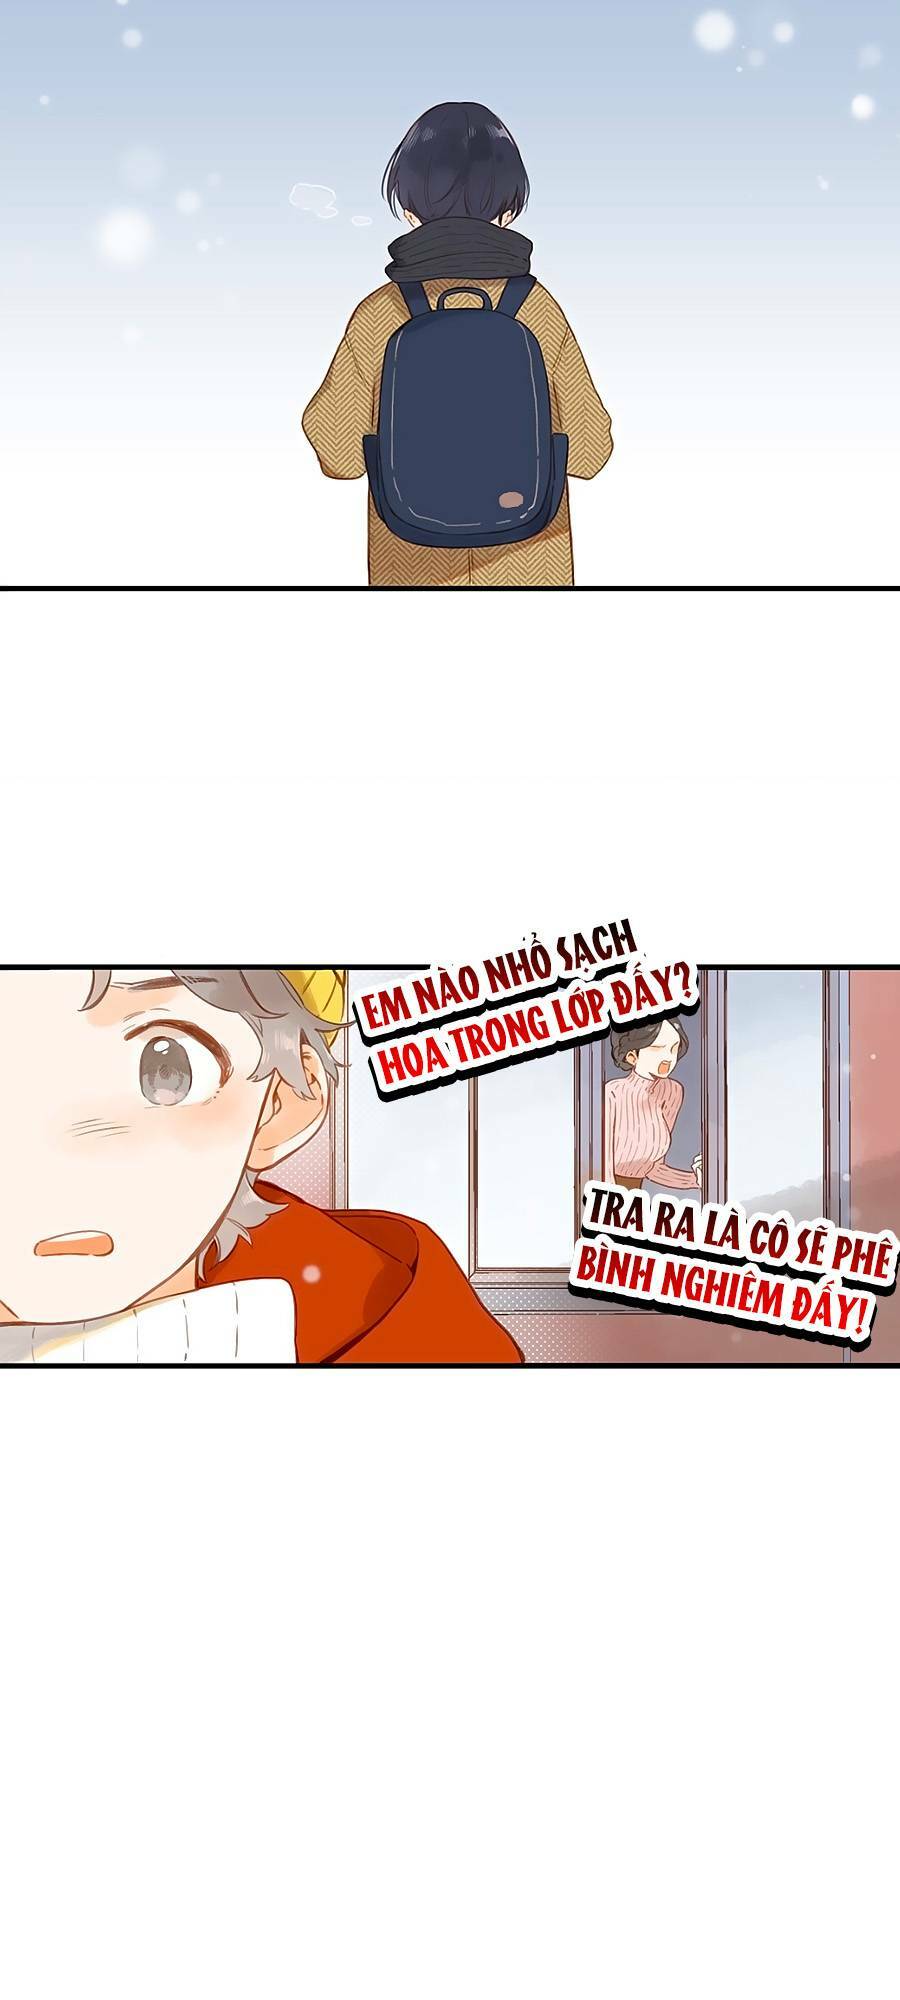 EM NÀO NHỔ SẠCH
HOA TRONG LỚP ĐẤY?
TRA RA LÀ CÔ SẼ PHÊ
BÌNH NGHIÊM ĐẤY!